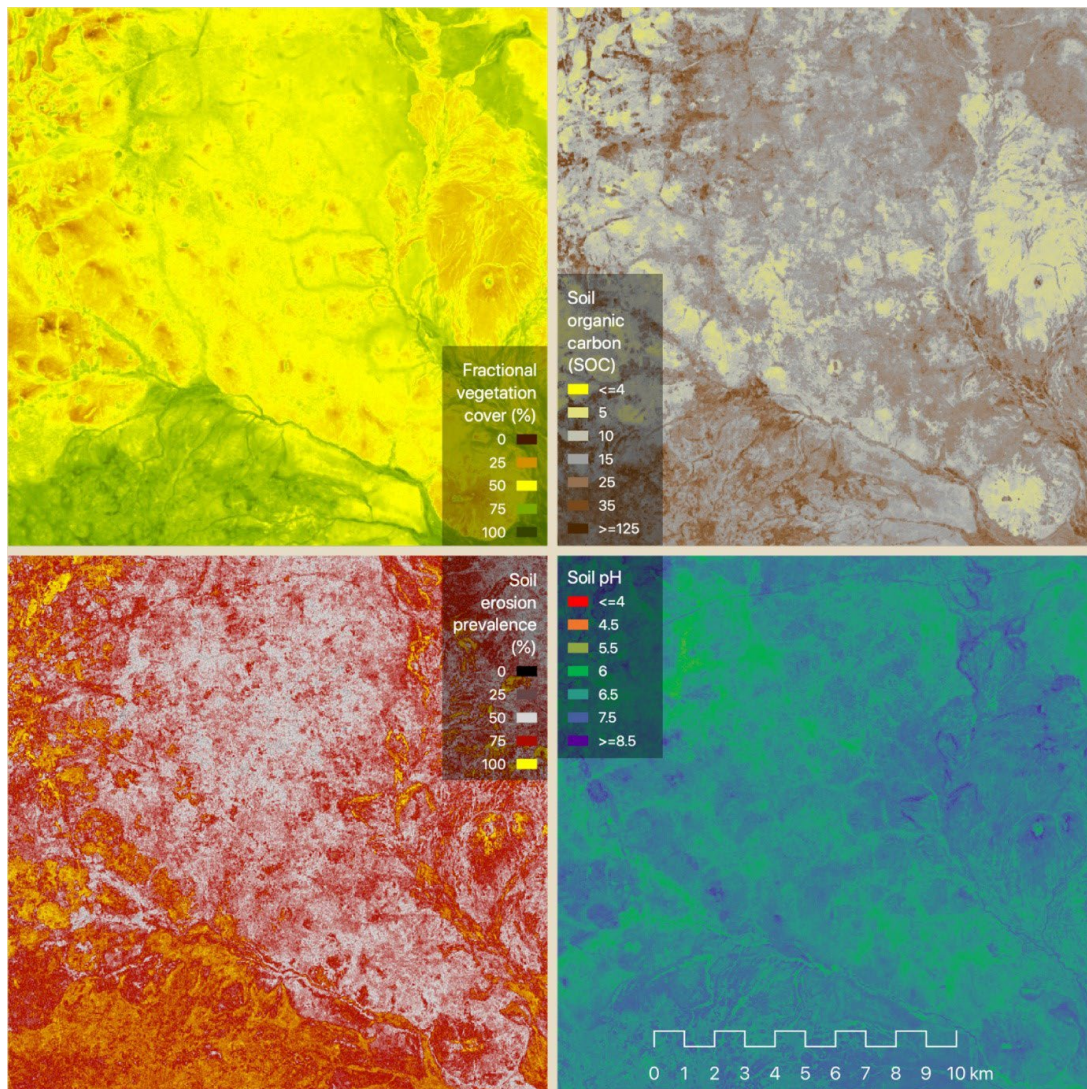 Fractional
vegetation
cover (%)
0
25
50
75
100
Soil
organic
carbon
(SOC)
<=4
5
10
15
25
35
>=125
Soil
erosion
prevalence
(%)
0
25
50
75
100
Soil pH
<=4
4.5
5.5
6
6.5
7.5
>=8.5
0 1 2 3 4 5 6 7 8 9 10 km